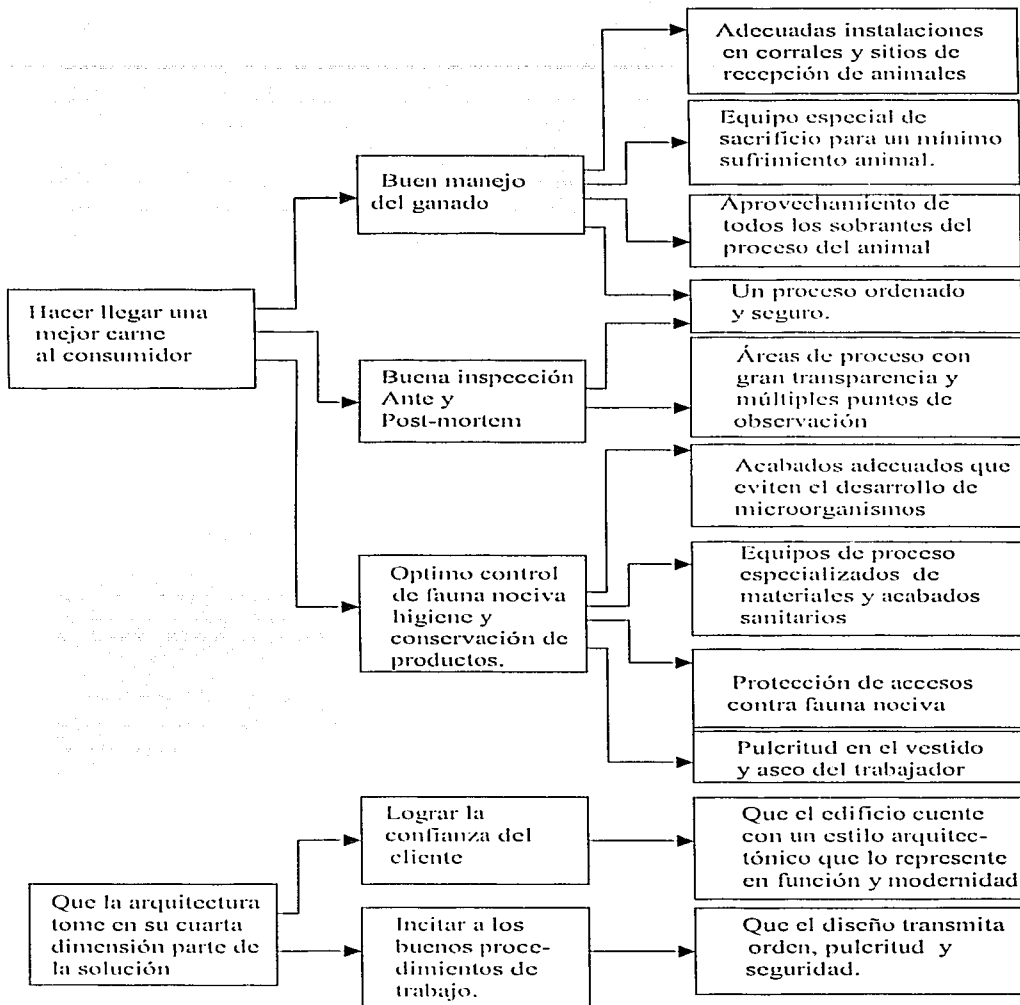 Adecuadas instalaciones
en corrales y sitios de
recepción de animales
Equipo especial de
sacrificio para un mínimo
sufrimiento animal.
Buen manejo
del ganado
Aprovechamiento de
todos los sobrantes del
proceso del animal
Un proceso ordenado
y seguro.
Hacer llegar una
mejor carne
al consumidor
Buena inspección
Ante y
Post-mortem
Áreas de proceso con
gran transparencia y
múltiples puntos de
observación
Acabados adecuados que
eviten el desarrollo de
microorganismos
Optimo control
de fauna nociva
higiene y
conservación de
productos.
Equipos de proceso
especializados de
materiales y acabados
sanitarios
Protección de accesos
contra fauna nociva
Pulcritud en el vestido
y aseo del trabajador
Lograr la
confianza del
cliente
Que el edificio cuente
con un estilo arquitec-
tónico que lo represente
en función y modernidad
Que la arquitectura
tome en su cuarta
dimensión parte de
la solución
Incitar a los
buenos proce-
dimientos de
trabajo.
Que el diseño transmita
orden, pulcritud y
seguridad.